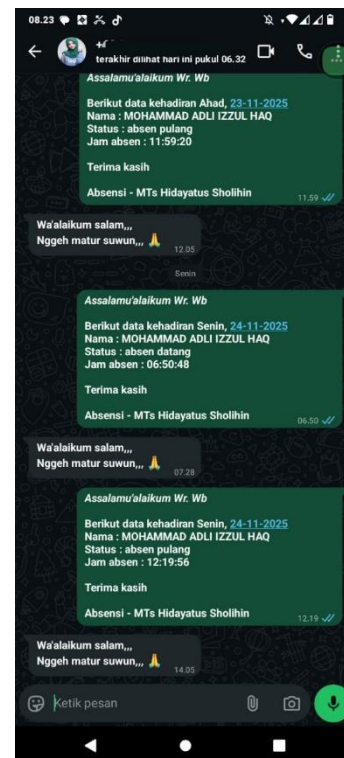 08.23
terakhir dilihat hari ini pukul 06.32
Assalamu'alaikum Wr. Wb
Berikut data kehadiran Ahad, 23-11-2025
Nama : MOHAMMAD ADLI IZZUL HAQ
Status : absen pulang
Jam absen : 11:59:20
Terima kasih
Absensi - MTs Hidayatus Sholihin
11.59
Wa'alaikum salam,,,
Nggeh matur suwun,,, 🙏
12.05
Senin
Assalamu'alaikum Wr. Wb
Berikut data kehadiran Senin, 24-11-2025
Nama : MOHAMMAD ADLI IZZUL HAQ
Status : absen datang
Jam absen : 06:50:48
Terima kasih
Absensi - MTs Hidayatus Sholihin
06.50
Wa'alaikum salam,,,
Nggeh matur suwun,,, 🙏
07.28
Assalamu'alaikum Wr. Wb
Berikut data kehadiran Senin, 24-11-2025
Nama : MOHAMMAD ADLI IZZUL HAQ
Status : absen pulang
Jam absen : 12:19:56
Terima kasih
Absensi - MTs Hidayatus Sholihin
12.19
Wa'alaikum salam,,,
Nggeh matur suwun,,, 🙏
14.05
Ketik pesan